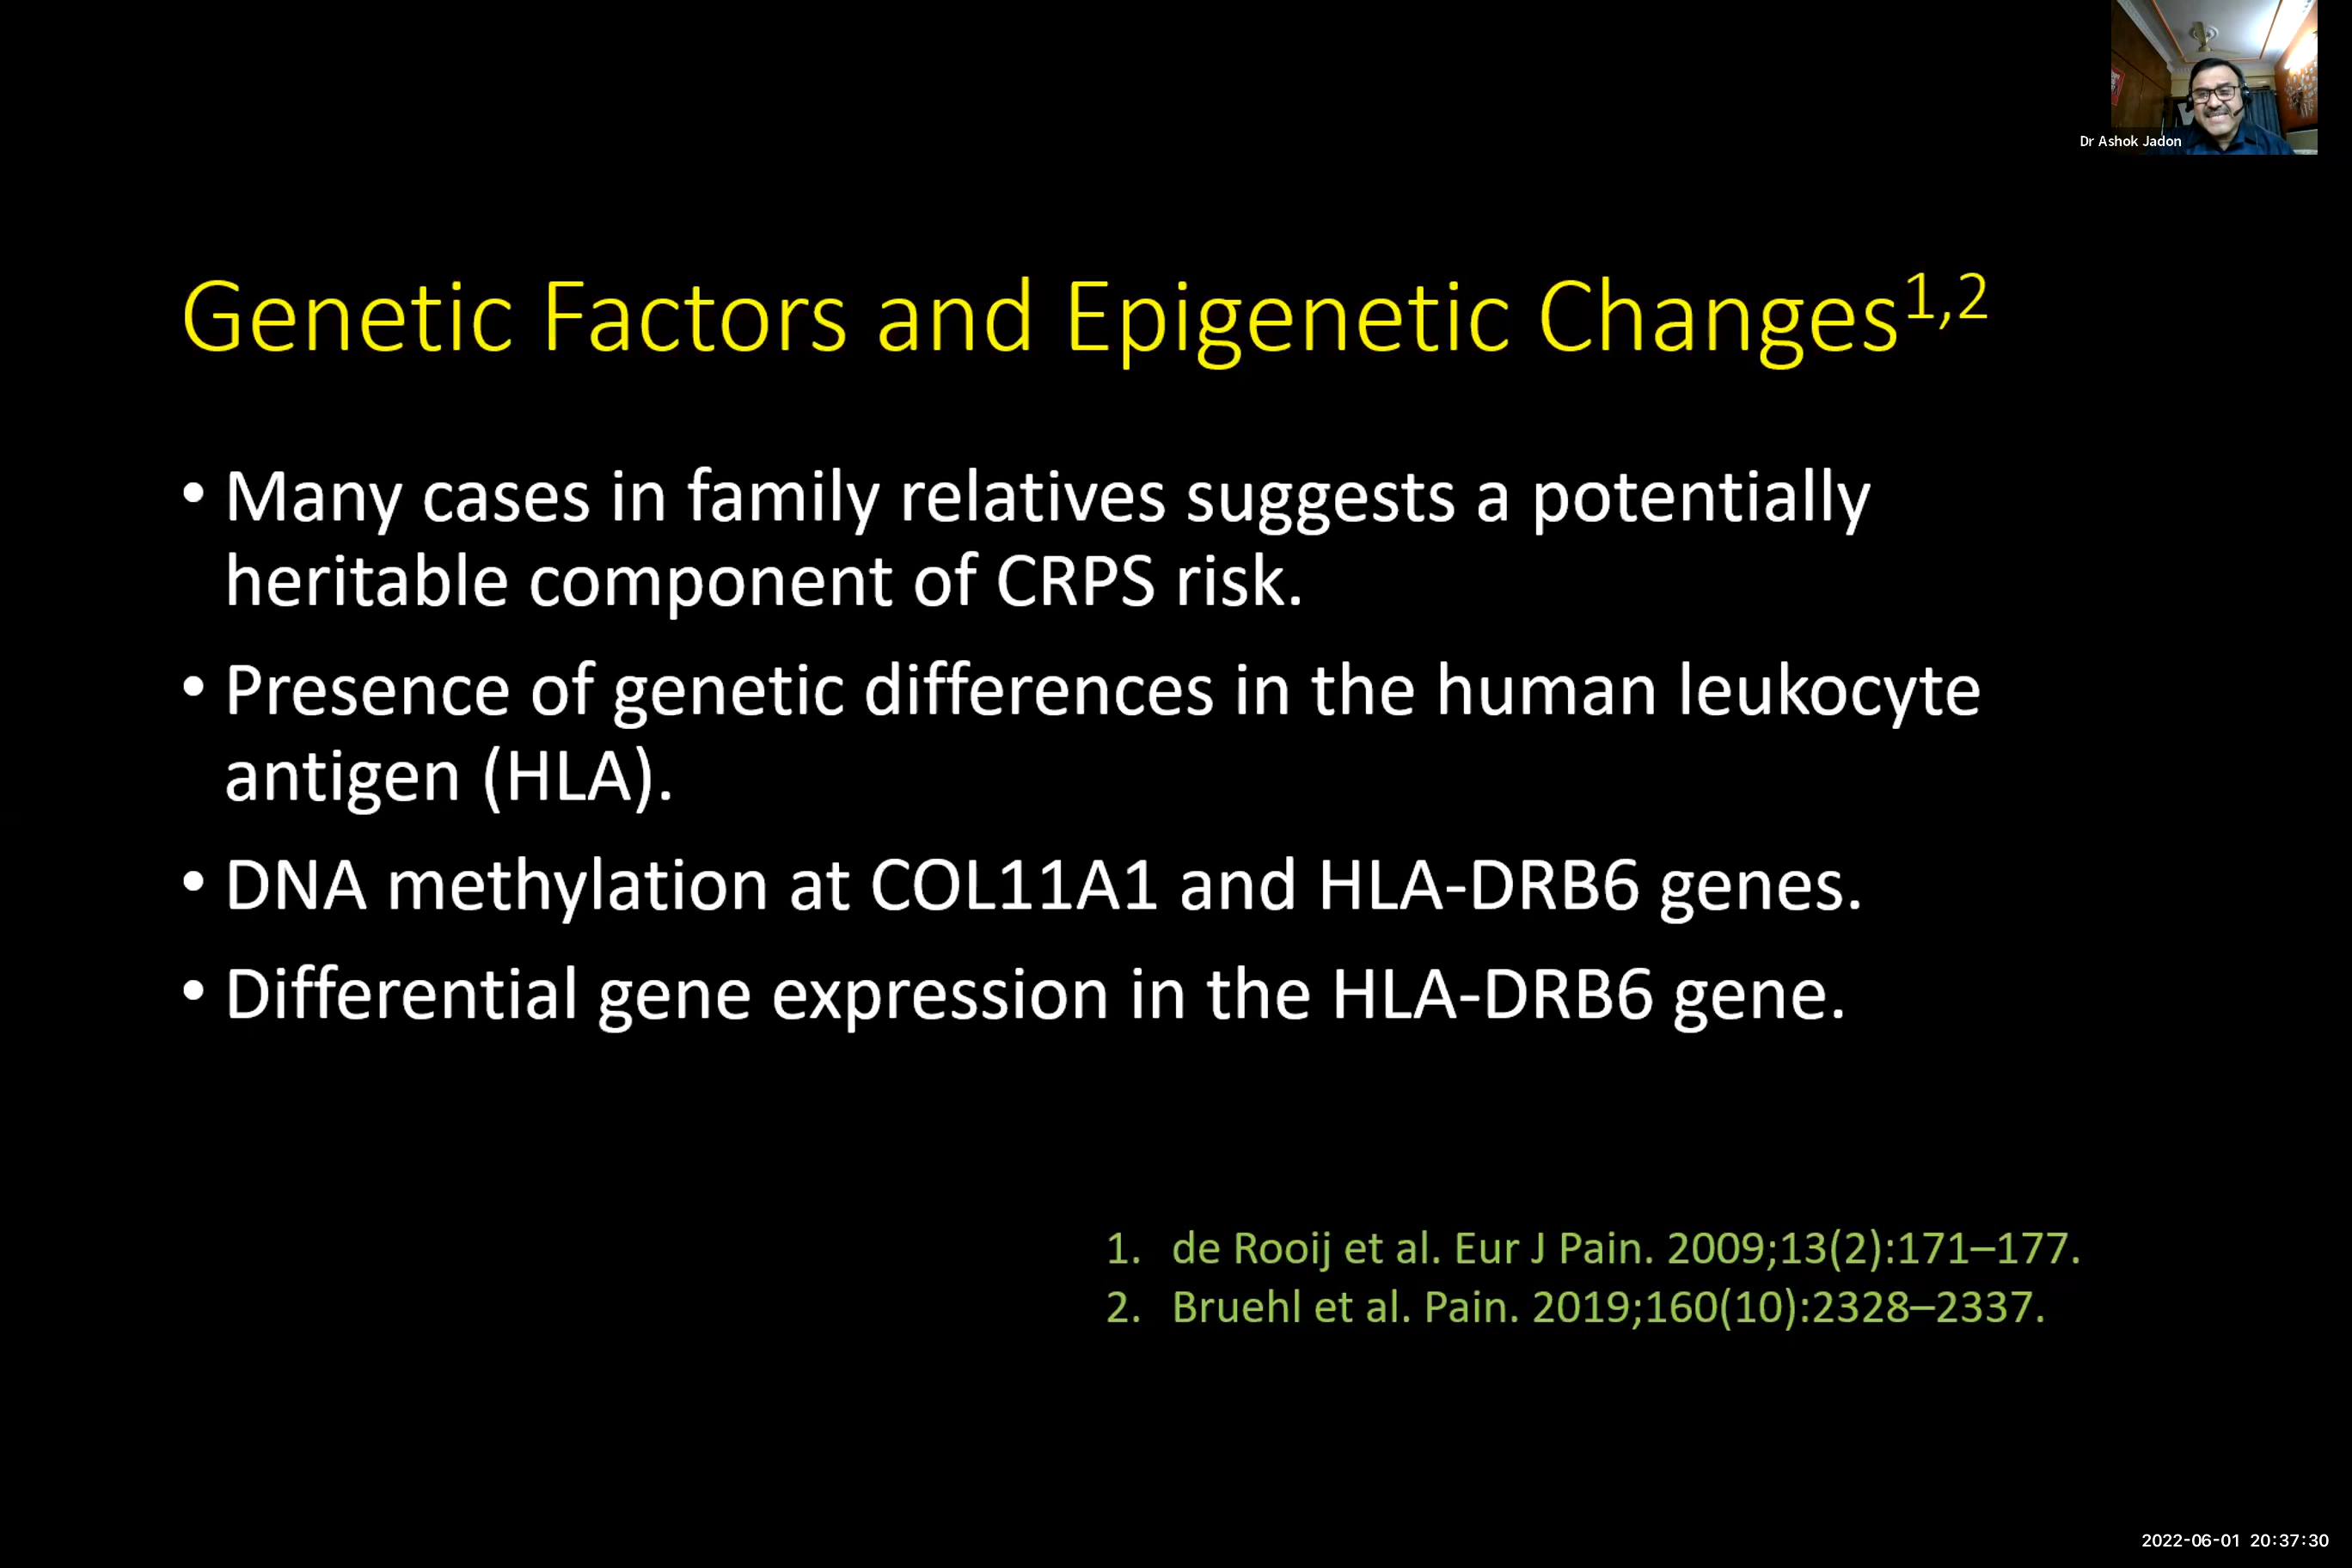 Dr Ashok Jadon
Genetic Factors and Epigenetic Changes1,2
• Many cases in family relatives suggests a potentially
heritable component of CRPS risk.
• Presence of genetic differences in the human leukocyte
antigen (HLA).
• DNA methylation at COL11A1 and HLA-DRB6 genes.
• Differential gene expression in the HLA-DRB6 gene.
1. de Rooij et al. Eur J Pain. 2009;13(2):171–177.
2. Bruehl et al. Pain. 2019;160(10):2328–2337.
2022-06-01 20:37:30